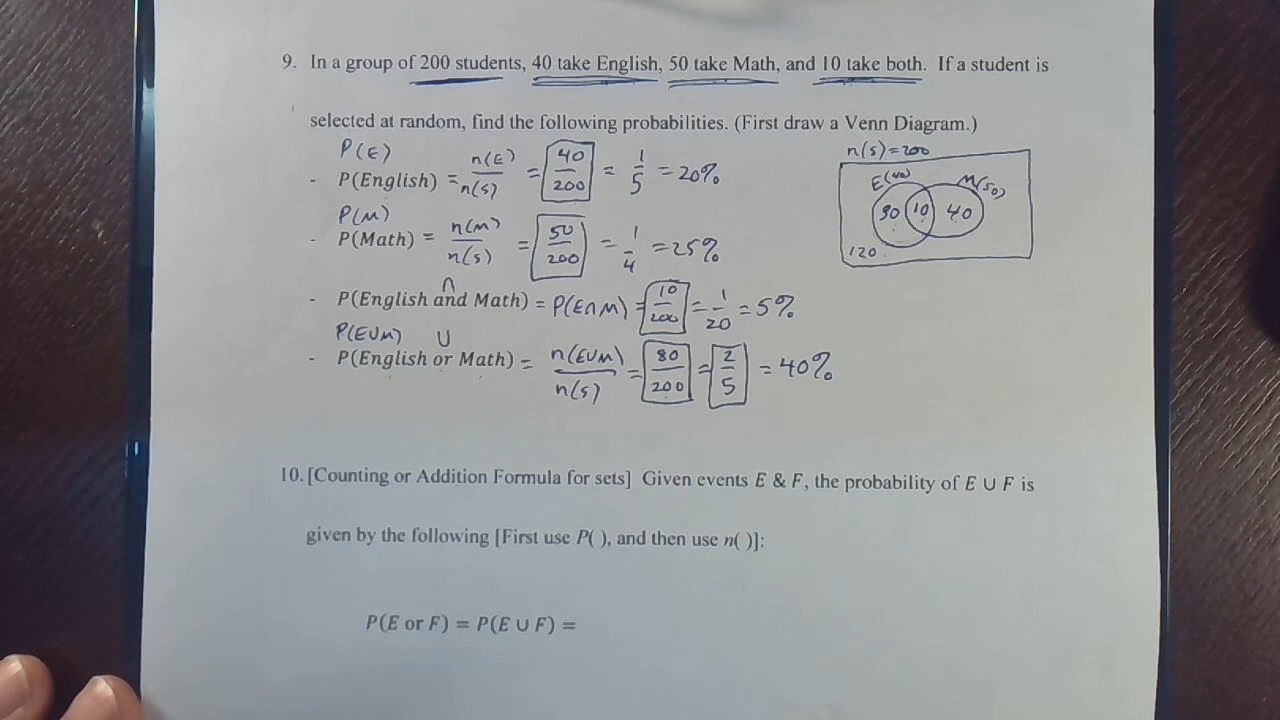 9. In a group of 200 students, 40 take English, 50 take Math, and 10 take both. If a student is
selected at random, find the following probabilities. (First draw a Venn Diagram.)
n(S)=200
P(E)
- P(English) = n(E)/n(S) = 40/200 = 1/5 = 20%
E(40) M(50)
30 10 40
120
P(M)
- P(Math) = n(M)/n(S) = 50/200 = 1/4 = 25%
∩
- P(English and Math) = P(E∩M) = 10/200 = 1/20 = 5%
P(E∪M) ∪
- P(English or Math) = n(E∪M)/n(S) = 80/200 = 2/5 = 40%
10. [Counting or Addition Formula for sets] Given events E & F, the probability of E ∪ F is
given by the following [First use P( ), and then use n( )]:
P(E or F) = P(E ∪ F) =